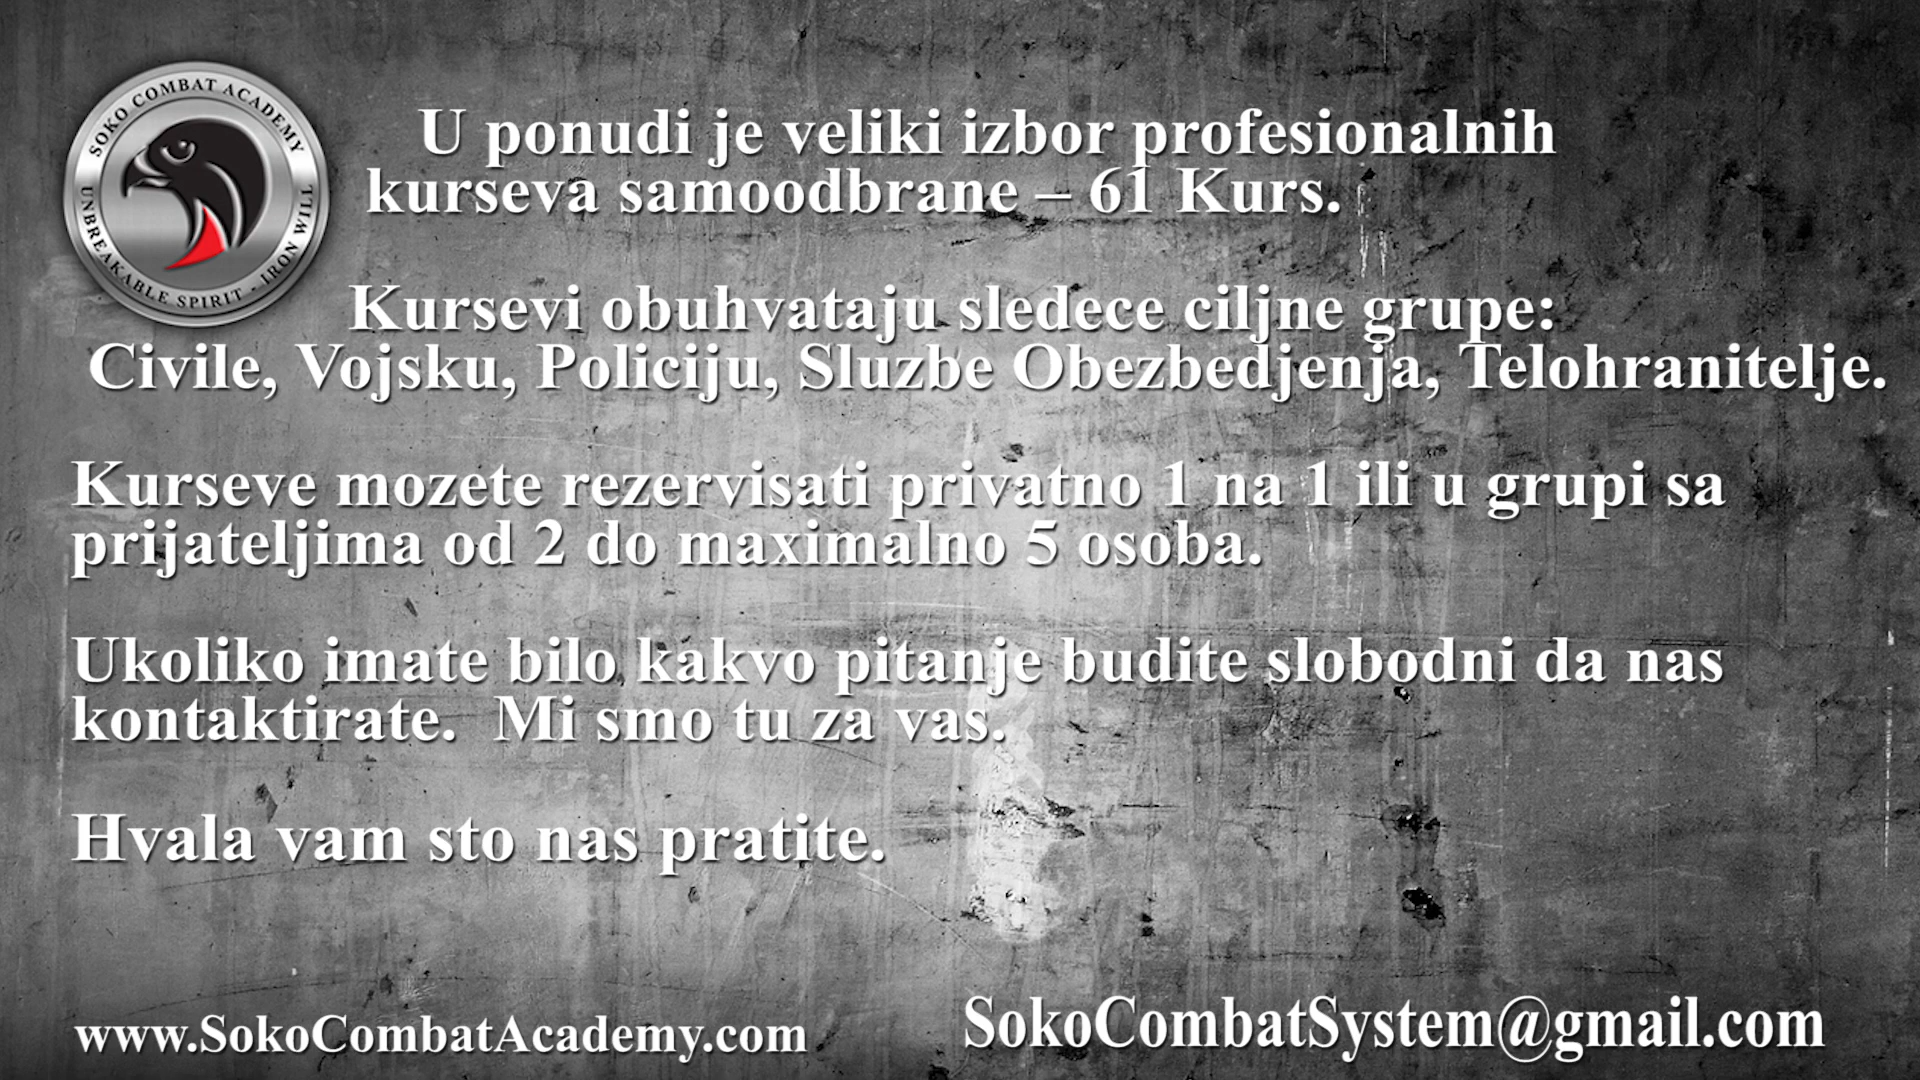 SOKO COMBAT ACADEMY
UNBREAKABLE SPIRIT - IRON WILL
U ponudi je veliki izbor profesionalnih
kurseva samoodbrane – 61 Kurs.
Kursevi obuhvataju sledece ciljne grupe:
Civile, Vojsku, Policiju, Sluzbe Obezbedjenja, Telohranitelje.
Kurseve mozete rezervisati privatno 1 na 1 ili u grupi sa
prijateljima od 2 do maximalno 5 osoba.
Ukoliko imate bilo kakvo pitanje budite slobodni da nas
kontaktirate. Mi smo tu za vas.
Hvala vam sto nas pratite.
www.SokoCombatAcademy.com
SokoCombatSystem@gmail.com